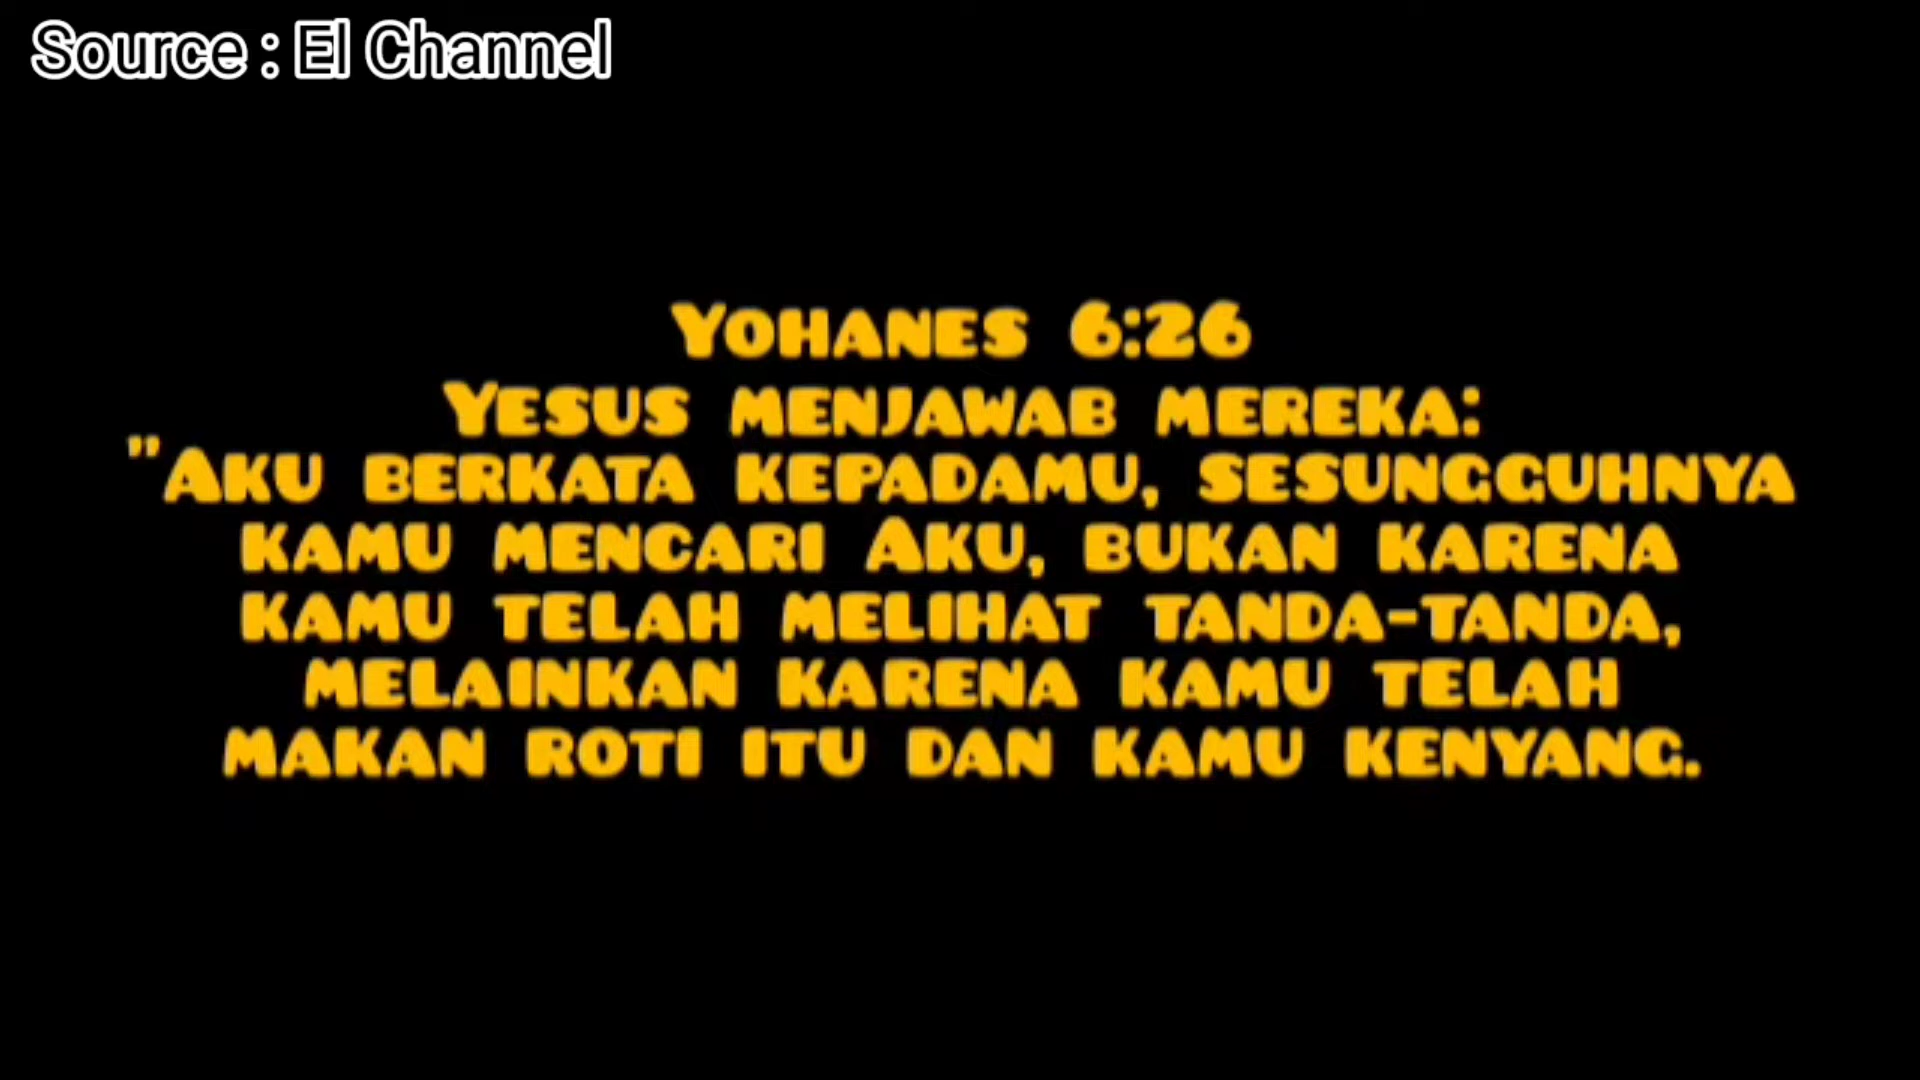 Source : El Channel
Yohanes 6:26
Yesus menjawab mereka:
"Aku berkata kepadamu, sesungguhnya
kamu mencari Aku, bukan karena
kamu telah melihat tanda-tanda,
melainkan karena kamu telah
makan roti itu dan kamu kenyang.